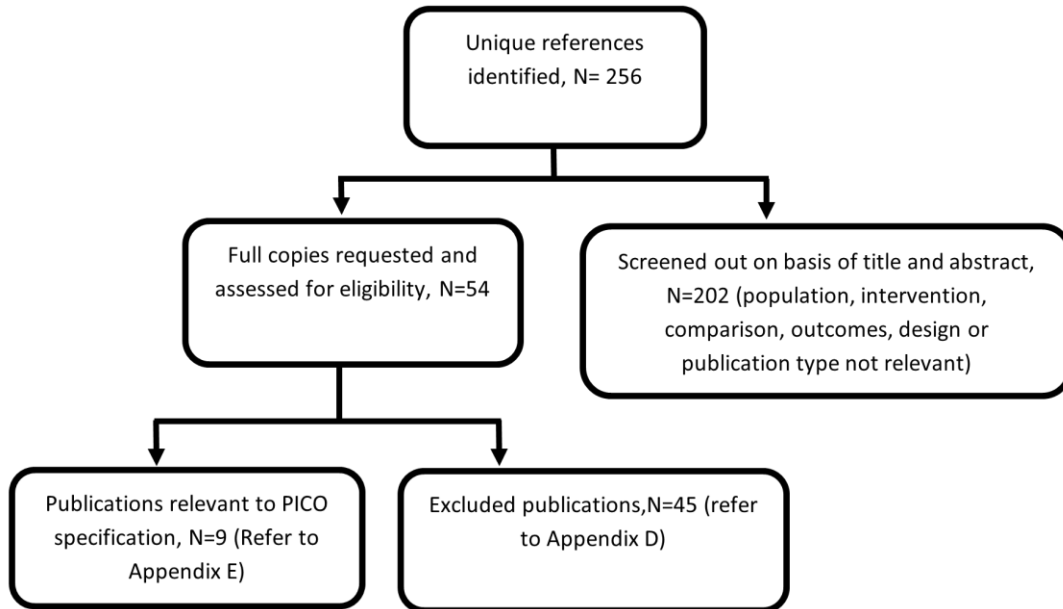 Unique references
identified, N= 256
Full copies requested and
assessed for eligibility, N=54
Screened out on basis of title and abstract,
N=202 (population, intervention,
comparison, outcomes, design or
publication type not relevant)
Publications relevant to PICO
specification, N=9 (Refer to
Appendix E)
Excluded publications,N=45 (refer
to Appendix D)